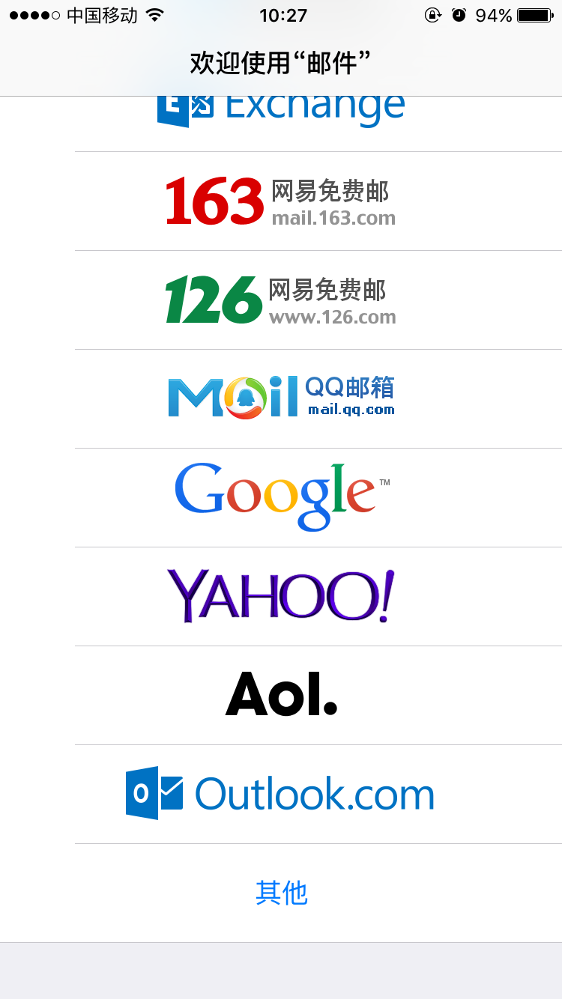 中国移动 10:27 94%
欢迎使用“邮件”
E Exchange
163 网易免费邮
mail.163.com
126 网易免费邮
www.126.com
Mail QQ邮箱
mail.qq.com
Google™
YAHOO!
Aol.
O Outlook.com
其他